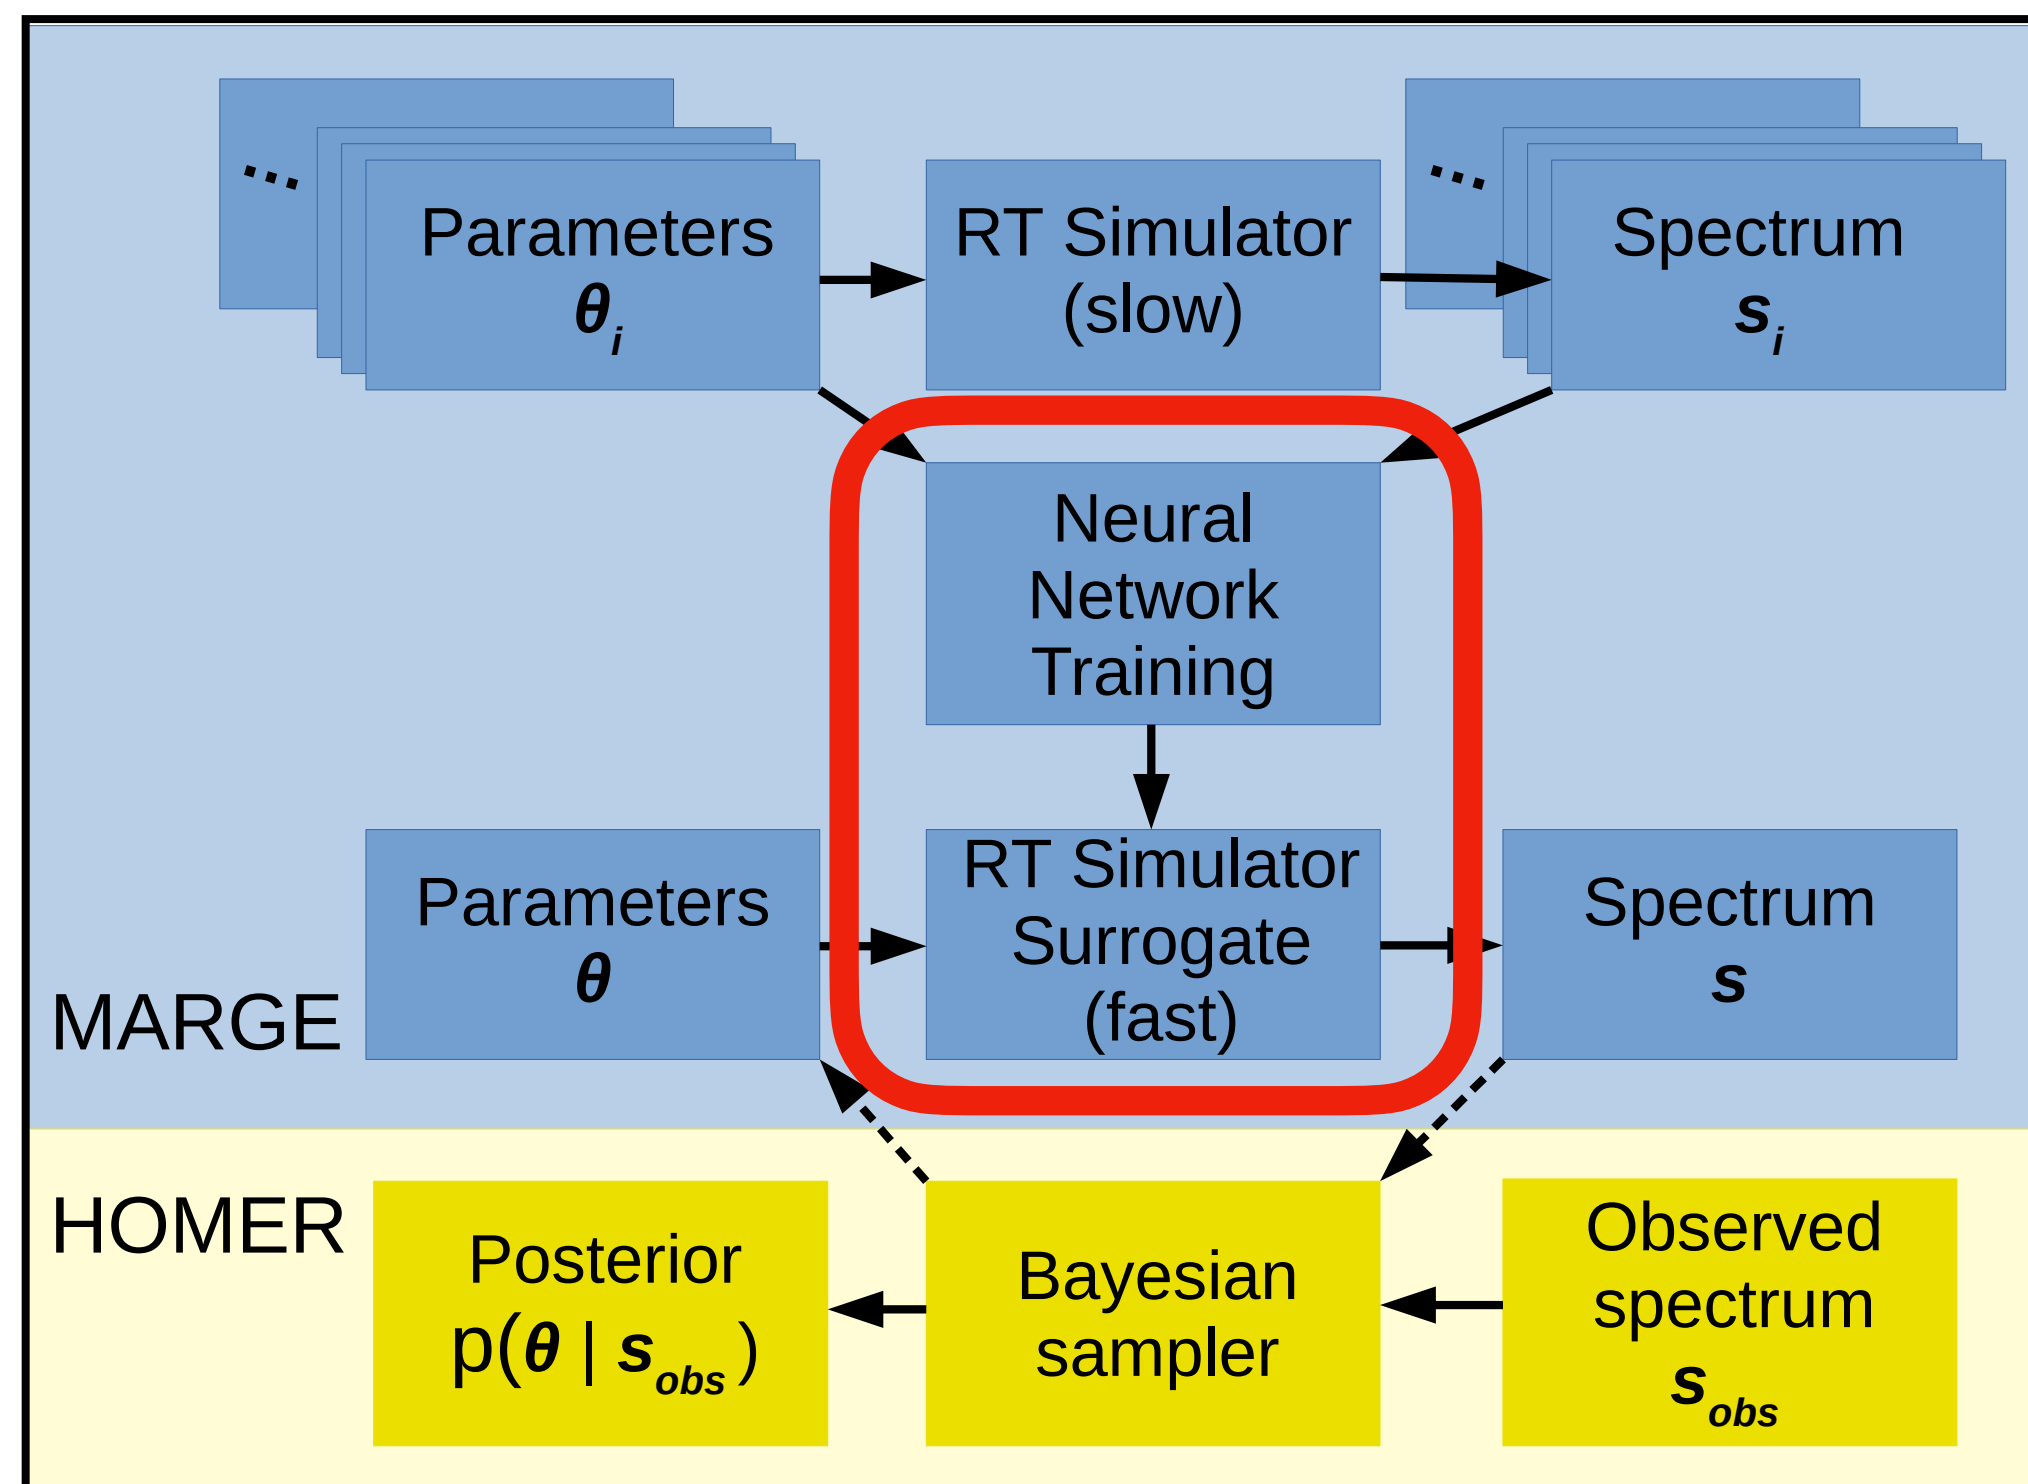 ...
Parameters
θi
RT Simulator
(slow)
...
Spectrum
si
Neural
Network
Training
MARGE
Parameters
θ
RT Simulator
Surrogate
(fast)
Spectrum
s
HOMER
Posterior
p(θ | sobs )
Bayesian
sampler
Observed
spectrum
sobs